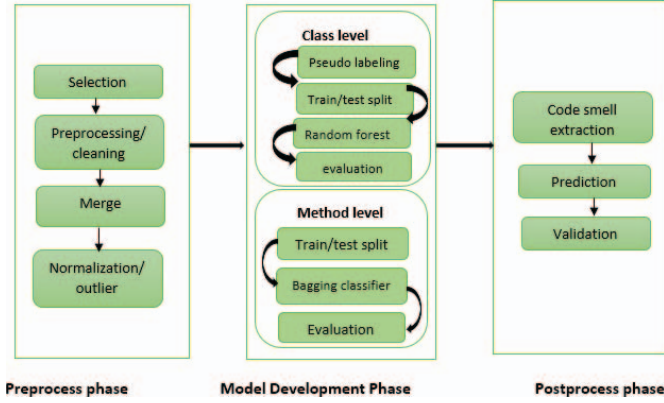 Selection
Preprocessing/
cleaning
Merge
Normalization/
outlier
Preprocess phase
Class level
Pseudo labeling
Train/test split
Random forest
evaluation
Method level
Train/test split
Bagging classifier
Evaluation
Model Development Phase
Code smell
extraction
Prediction
Validation
Postprocess phase